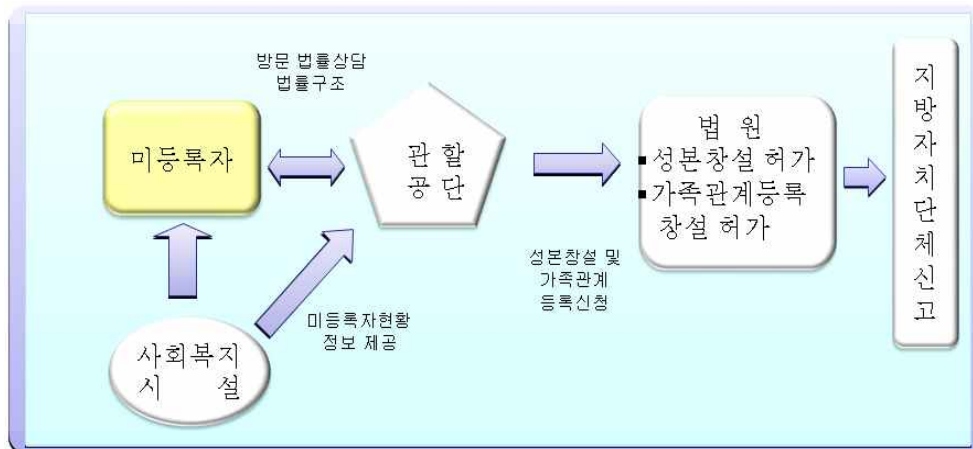 방문 법률상담
법률구조
미등록자
관 할
공 단
법 원
▪성본창설 허가
▪가족관계등록
창설 허가
지
방
자
치
단
체
신
고
성본창설 및
가족관계
등록신청
미등록자현황
정보 제공
사회복지
시 설